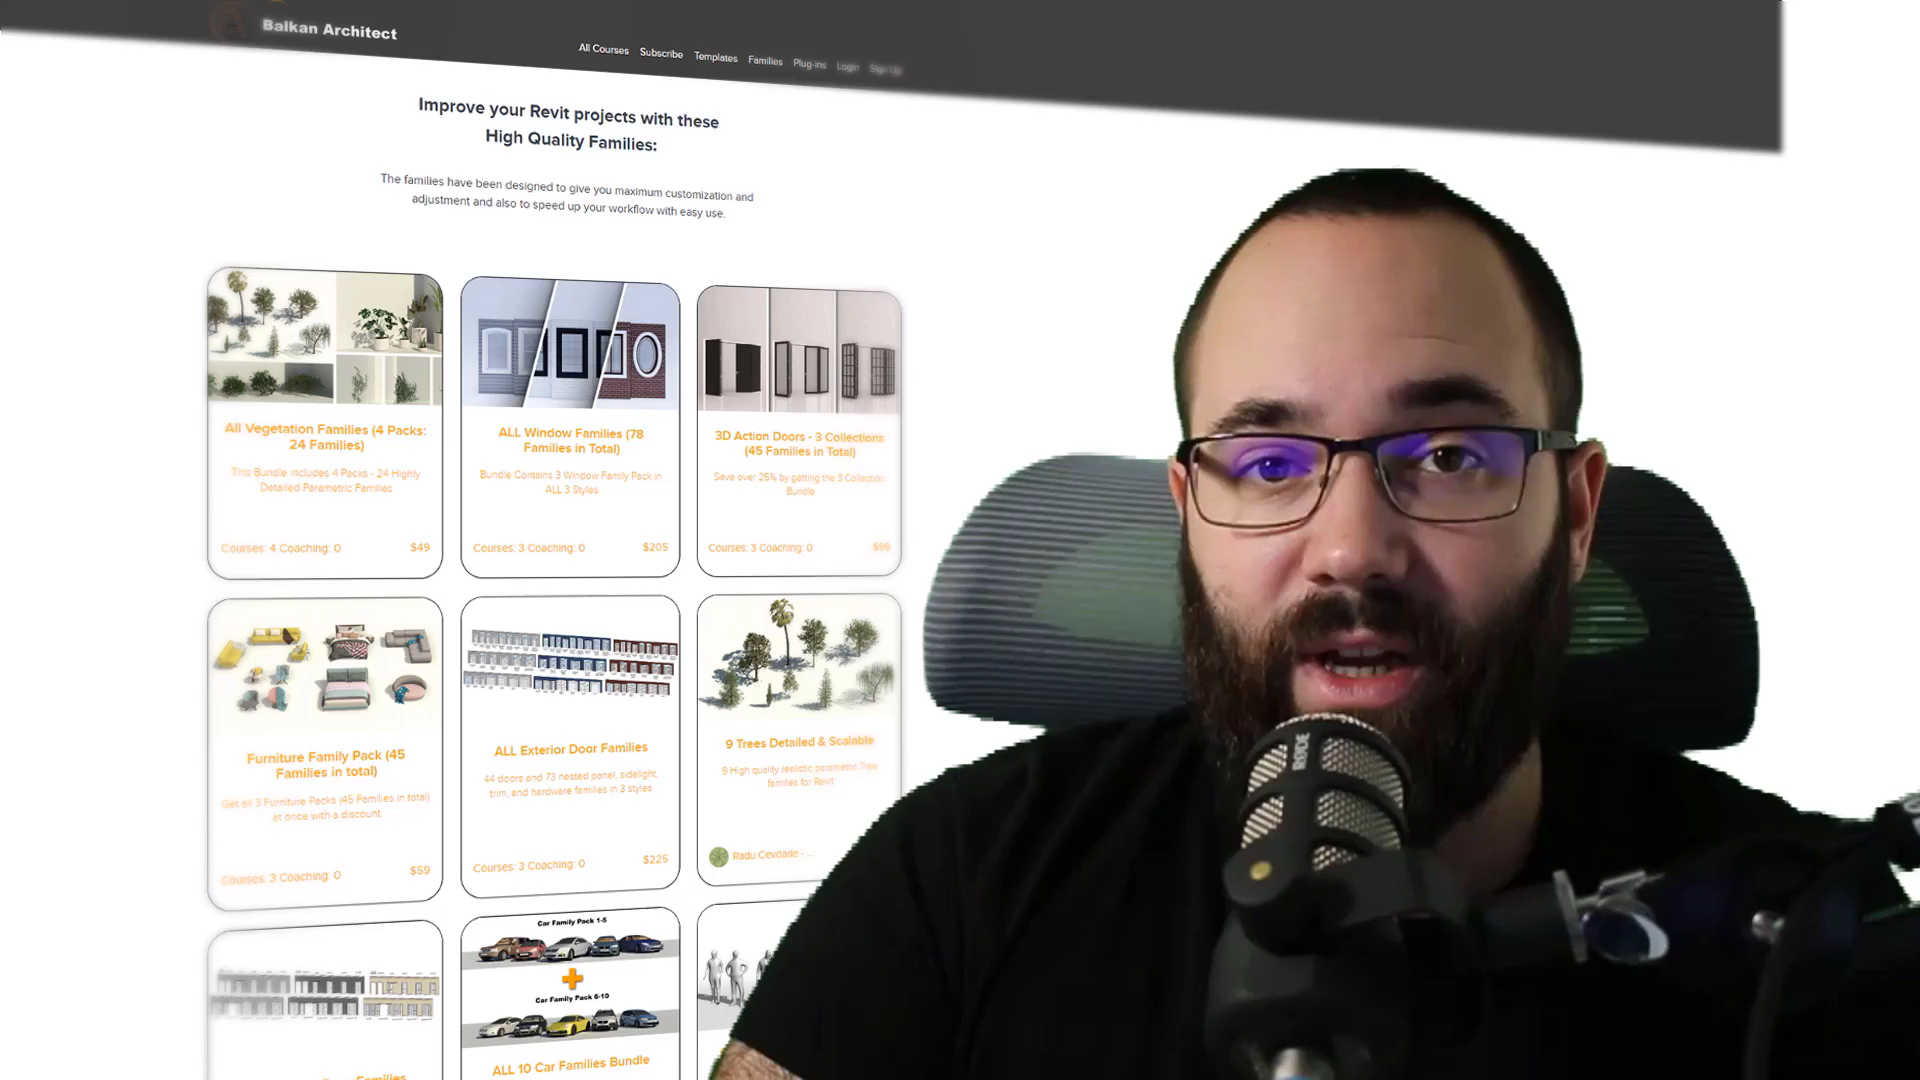 Balkan Architect
All Courses Subscribe Templates Families Plug-ins Login Sign Up
Improve your Revit projects with these
High Quality Families:
The families have been designed to give you maximum customization and
adjustment and also to speed up your workflow with easy use.
All Vegetation Families (4 Packs:
24 Families)
This Bundle includes 4 Packs - 24 Highly
Detailed Parametric Families
Courses: 4 Coaching: 0 $49
ALL Window Families (78
Families in Total)
Bundle Contains 3 Window Family Pack in
ALL 3 Styles
Courses: 3 Coaching: 0 $205
3D Action Doors - 3 Collections
(45 Families in Total)
Save over 25% by getting the 3 Collection
Bundle
Courses: 3 Coaching: 0 $99
Furniture Family Pack (45
Families in total)
Get all 3 Furniture Packs (45 Families in total)
at once with a discount
Courses: 3 Coaching: 0 $59
ALL Exterior Door Families
44 doors and 73 nested panel, sidelight,
trim, and hardware families in 3 styles
Courses: 3 Coaching: 0 $225
9 Trees Detailed & Scalable
9 High quality realistic parametric Tree
families for Revit
Radu Cevdarie - ...
Families
Car Family Pack 1-5
Car Family Pack 6-10
ALL 10 Car Families Bundle
RØDE